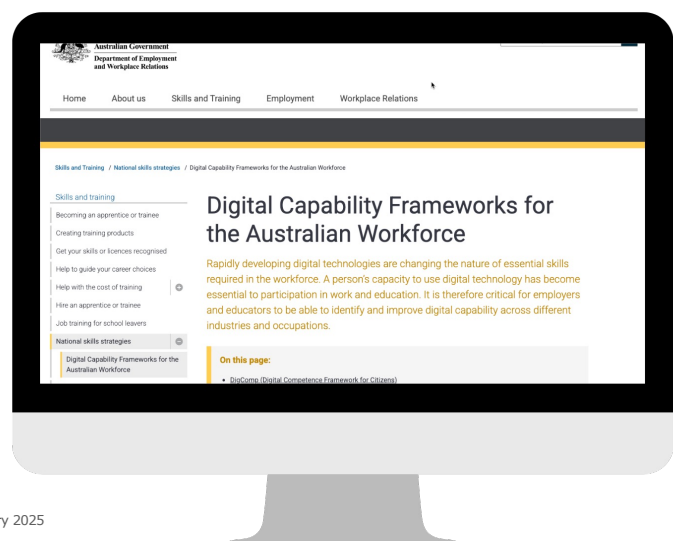 Australian Government
Department of Employment
and Workplace Relations
Home About us Skills and Training Employment Workplace Relations
Skills and Training / National skills strategies / Digital Capability Frameworks for the Australian Workforce
Skills and training
Becoming an apprentice or trainee
Creating training products
Get your skills or licences recognised
Help to guide your career choices
Help with the cost of training
Hire an apprentice or trainee
Job training for school leavers
National skills strategies
Digital Capability Frameworks for the
Australian Workforce
Digital Capability Frameworks for
the Australian Workforce
Rapidly developing digital technologies are changing the nature of essential skills
required in the workforce. A person's capacity to use digital technology has become
essential to participation in work and education. It is therefore critical for employers
and educators to be able to identify and improve digital capability across different
industries and occupations.
On this page:
• DigComp (Digital Competence Framework for Citizens)
2025